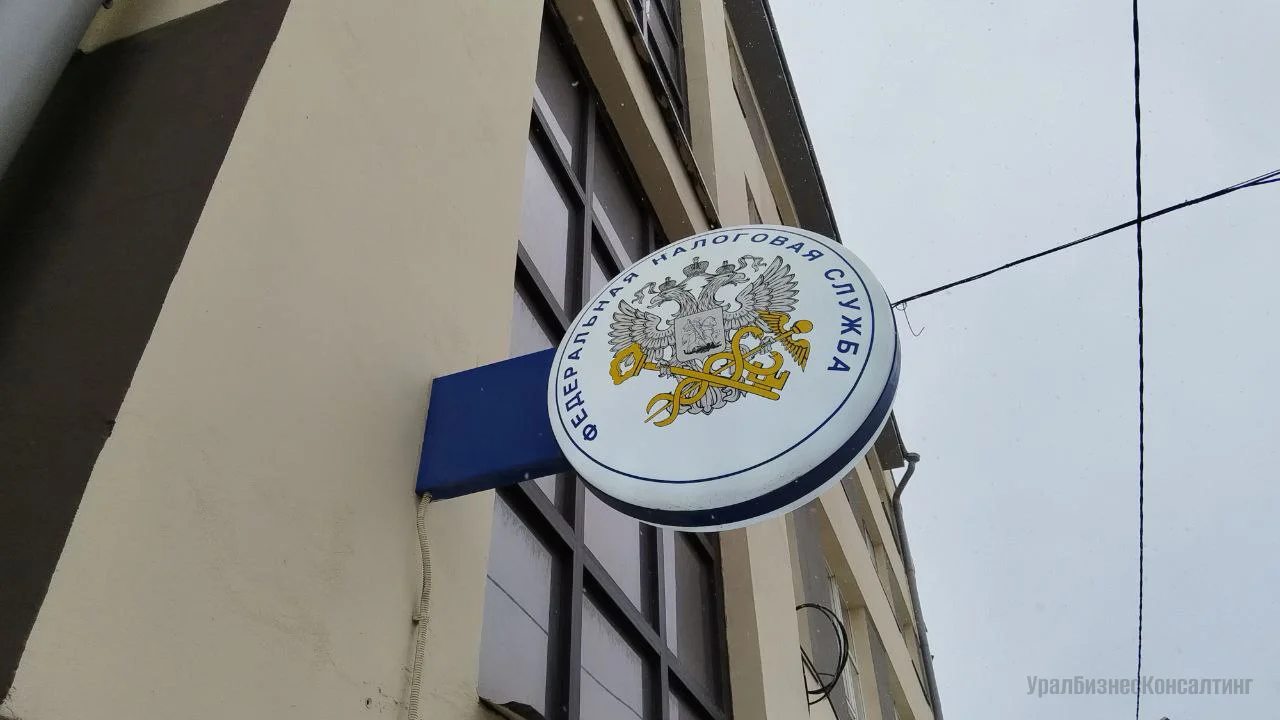 ФЕДЕРАЛЬНАЯ НАЛОГОВАЯ СЛУЖБА
УралБизнесКонсалтинг